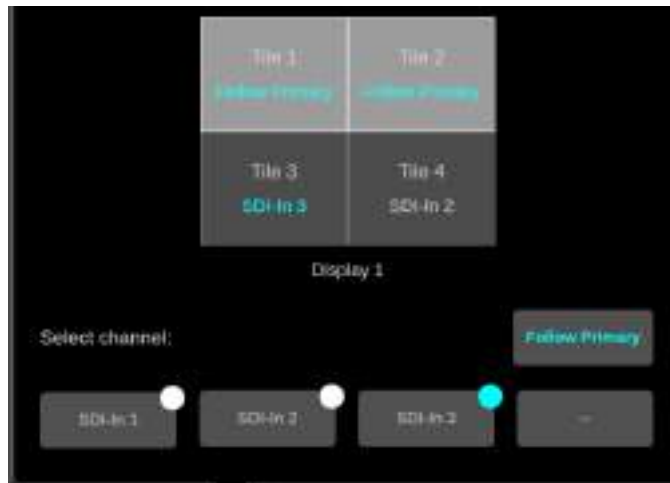 Tile 1
Tile 2
Follow Primary
Follow Primary
Tile 3
Tile 4
SDI-In 3
SDI-In 2
Display 1
Select channel:
Follow Primary
SDI-In 1
SDI-In 2
SDI-In 3
--